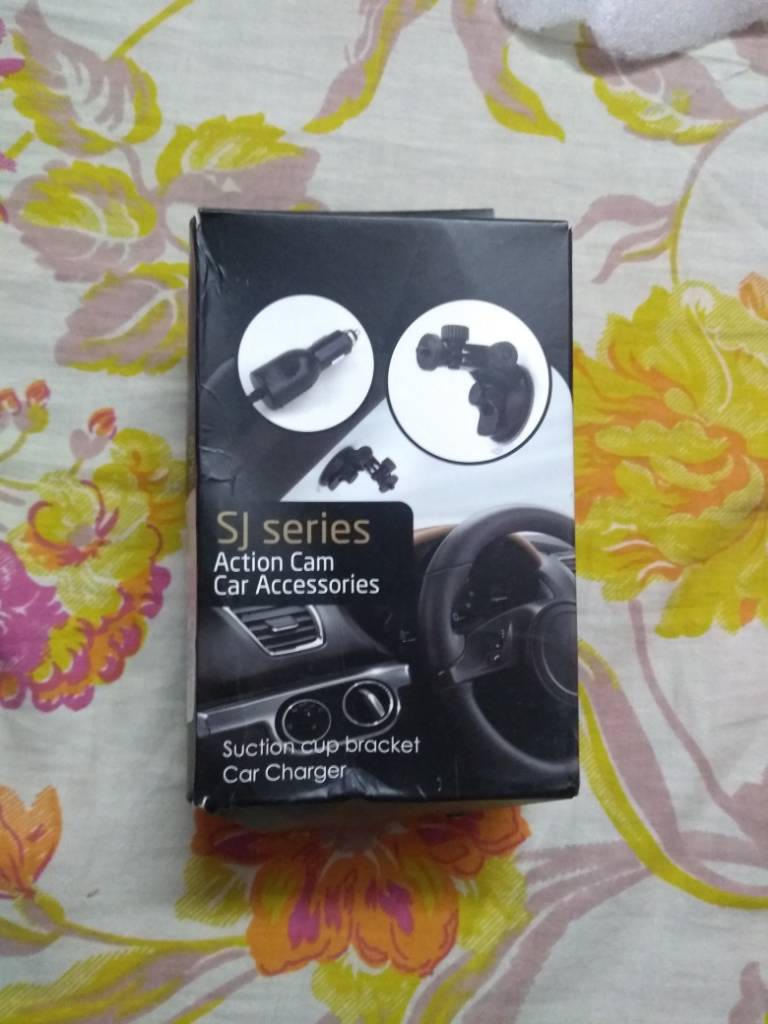 SJ series
Action Cam
Car Accessories
Suction cup bracket
Car Charger